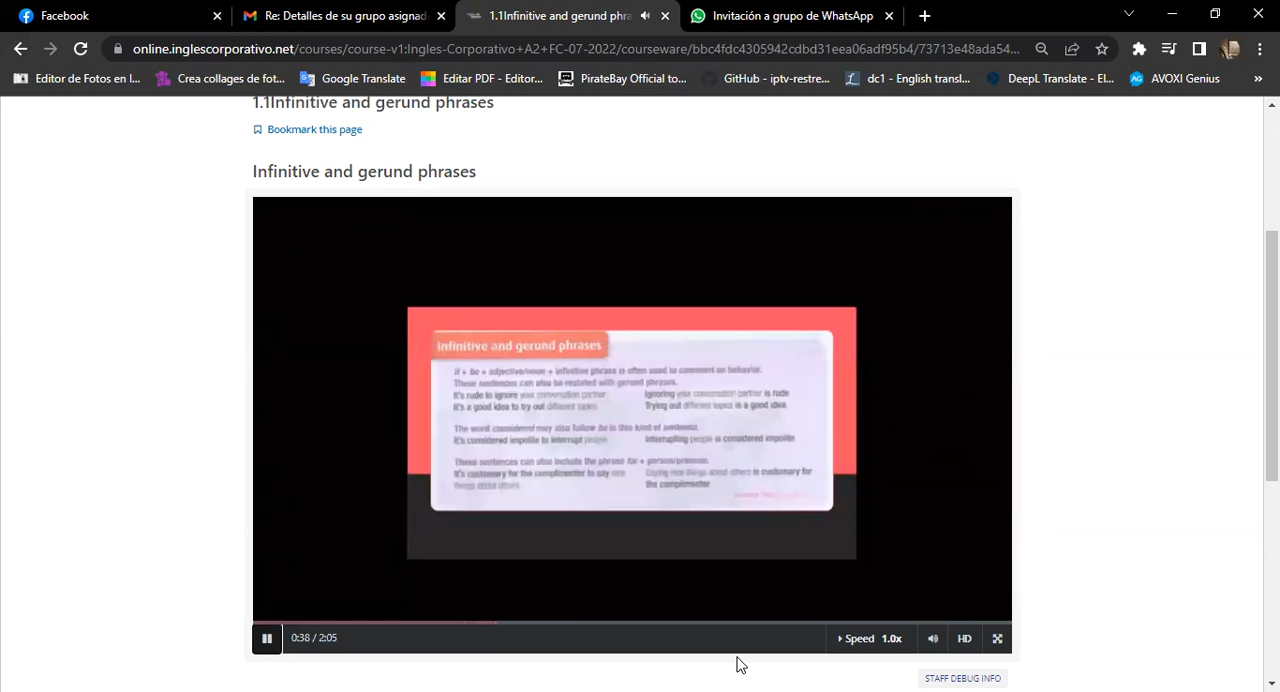 Facebook
Re: Detalles de su grupo asignad
1.1Infinitive and gerund phra
Invitación a grupo de WhatsApp
online.inglescorporativo.net/courses/course-v1:Ingles-Corporativo+A2+FC-07-2022/courseware/bbc4fdc4305942cdbd31eea06adf95b4/73713e48ada54...
Editor de Fotos en l...
Crea collages de fot...
Google Translate
Editar PDF - Editor...
PirateBay Official to...
GitHub - iptv-restre...
dc1 - English transl...
DeepL Translate - El...
AVOXI Genius
»
1.1Infinitive and gerund phrases
Bookmark this page
Infinitive and gerund phrases
Infinitive and gerund phrases
It + be + adjective/noun + infinitive phrase is often used to comment on behavior.
These sentences can also be restated with gerund phrases.
It's rude to ignore your conversation partner
Ignoring your conversation partner is rude
It's a good idea to try out different topics
Trying out different topics is a good idea
The word considered may also follow be in this kind of sentence.
It's considered impolite to interrupt people
Interrupting people is considered impolite
These sentences can also include the phrase for + person/pronoun.
It's customary for the complimenter to say nice
things about others
Saying nice things about others is customary for
the complimenter
0:38 / 2:05
Speed 1.0x
HD
STAFF DEBUG INFO